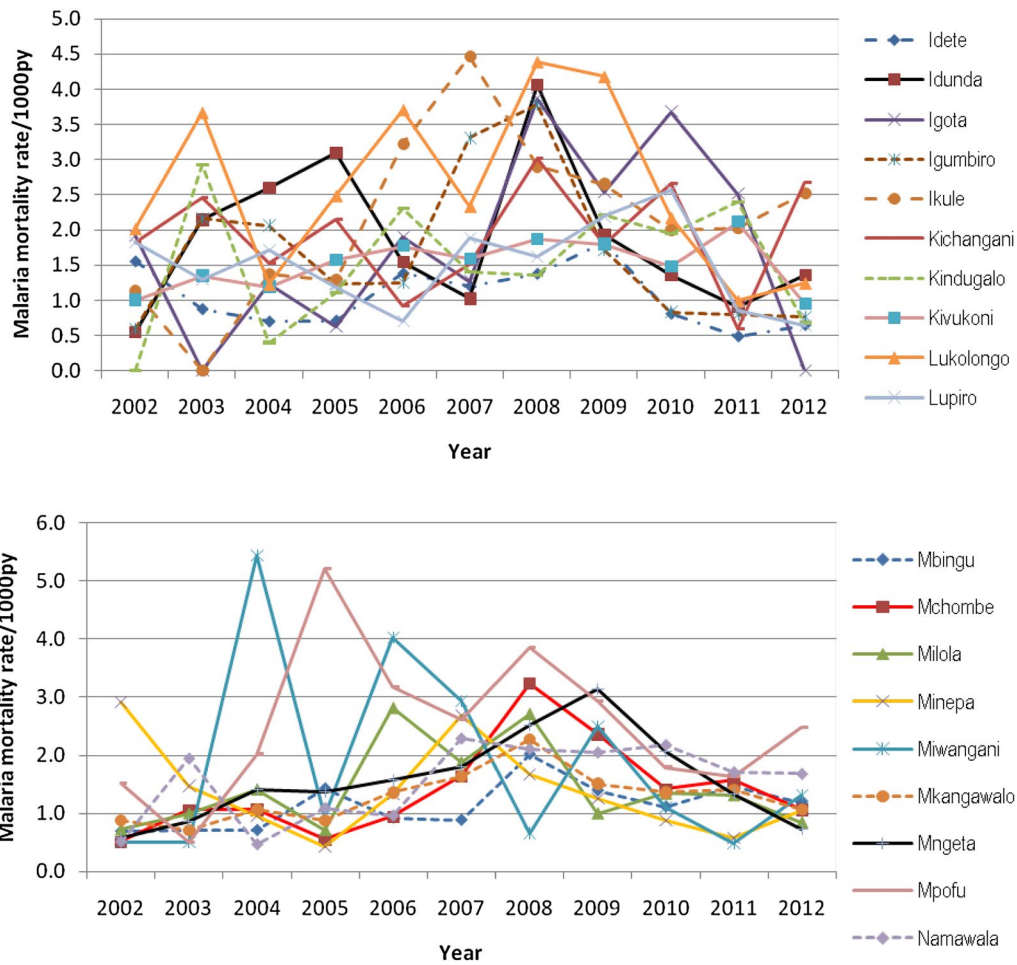 Malaria mortality rate/1000py
5.0
4.5
4.0
3.5
3.0
2.5
2.0
1.5
1.0
0.5
0.0
2002 2003 2004 2005 2006 2007 2008 2009 2010 2011 2012
Year
Idete
Idunda
Igota
Igumbiro
Ikule
Kichangani
Kindugalo
Kivukoni
Lukolongo
Lupiro
Malaria mortality rate/1000py
6.0
5.0
4.0
3.0
2.0
1.0
0.0
2002 2003 2004 2005 2006 2007 2008 2009 2010 2011 2012
Year
Mbingu
Mchombe
Milola
Minepa
Miwangani
Mkangawalo
Mngeta
Mpofu
Namawala